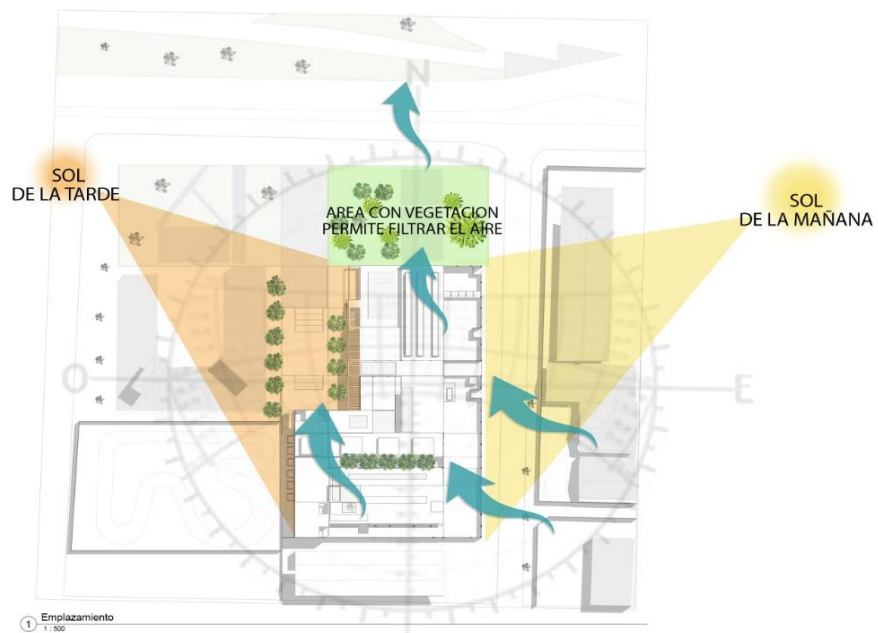 N
SOL
DE LA TARDE
SOL
DE LA MAÑANA
AREA CON VEGETACION
PERMITE FILTRAR EL AIRE
O
E
1
Emplazamiento
1 : 500